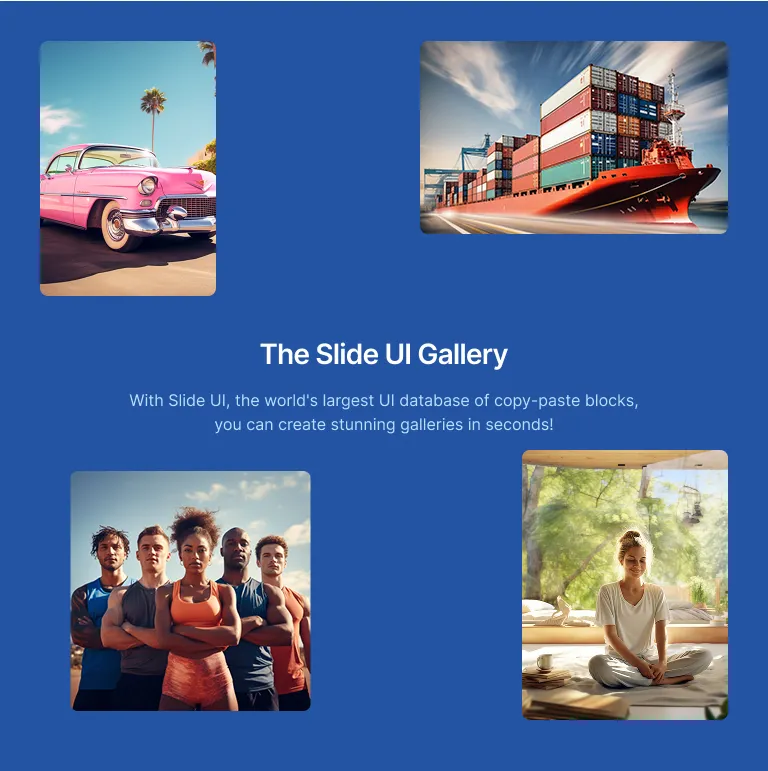 The Slide UI Gallery
With Slide UI, the world's largest UI database of copy-paste blocks,
you can create stunning galleries in seconds!